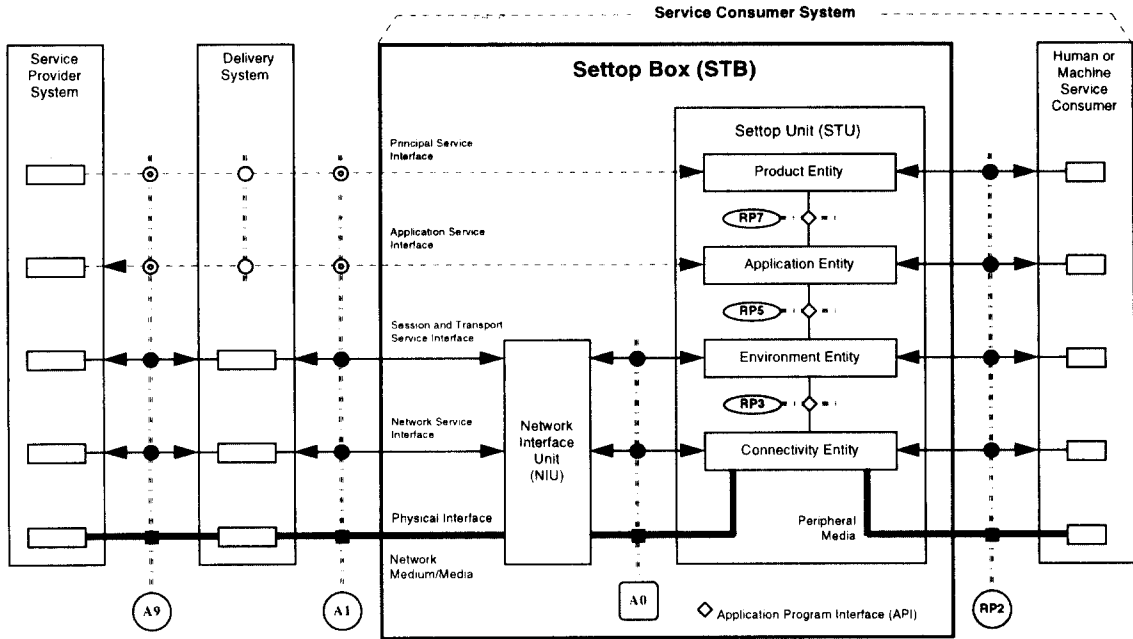 Service Consumer System
Service
Provider
System
Delivery
System
Settop Box (STB)
Human or
Machine
Service
Consumer
Settop Unit (STU)
Principal Service
Interface
Product Entity
RP7
Application Service
Interface
Application Entity
RP5
Session and Transport
Service Interface
Environment Entity
RP3
Network Service
Interface
Network
Interface
Unit
(NIU)
Connectivity Entity
Physical Interface
Peripheral
Media
Network
Medium/Media
A9
A1
A0
Application Program Interface (API)
RP2